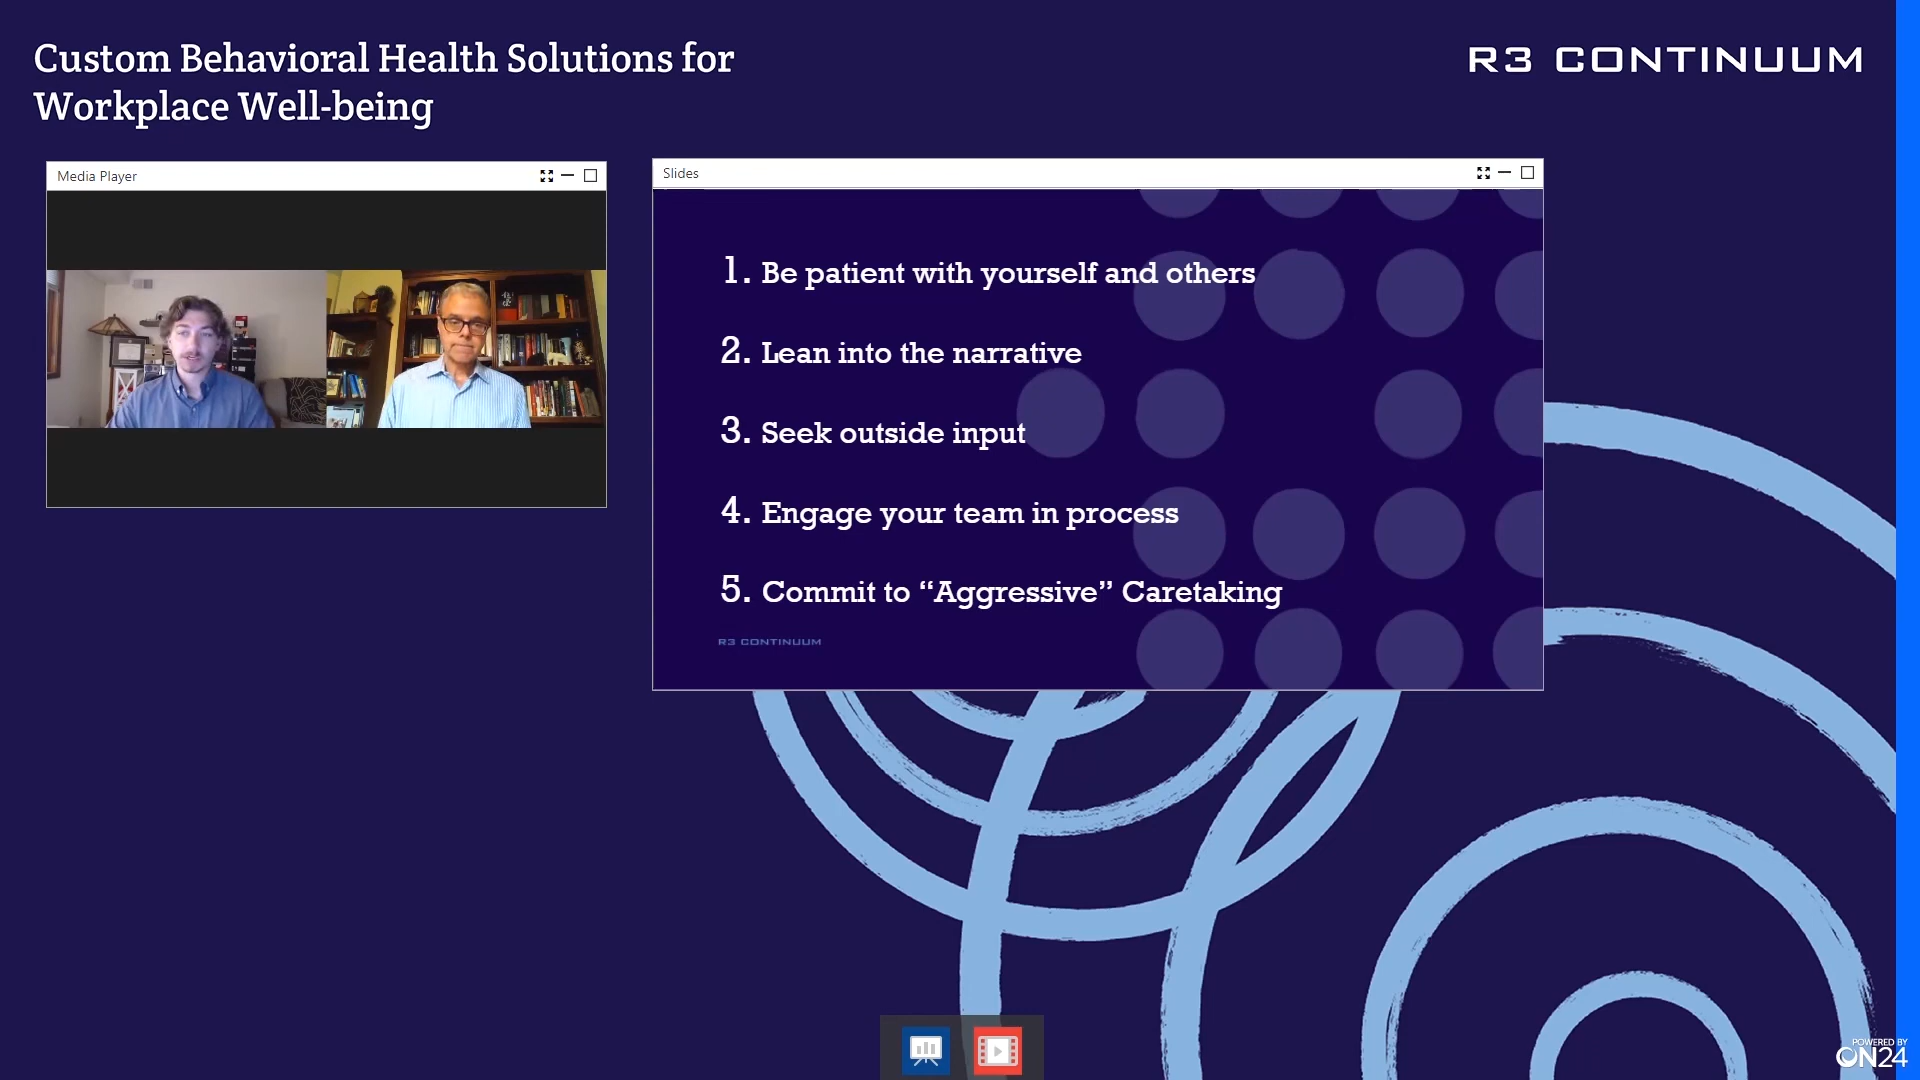 Custom Behavioral Health Solutions for
Workplace Well-being
R3 CONTINUUM
Media Player
Slides
1. Be patient with yourself and others
2. Lean into the narrative
3. Seek outside input
4. Engage your team in process
5. Commit to “Aggressive” Caretaking
R3 CONTINUUM
POWERED BY
ON24